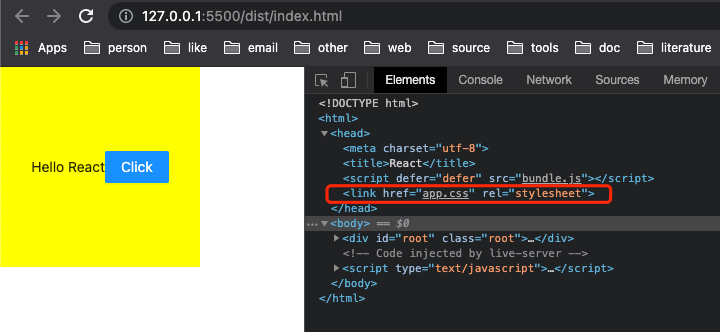 127.0.0.1:5500/dist/index.html
Apps person like email other web source tools doc literature
Hello React Click
Elements Console Network Sources Memory
<!DOCTYPE html>
<html>
<head>
<meta charset="utf-8">
<title>React</title>
<script defer="defer" src="bundle.js"></script>
<link href="app.css" rel="stylesheet">
</head>
<body> == $0
<div id="root" class="root">…</div>
<!-- Code injected by live-server -->
<script type="text/javascript">…</script>
</body>
</html>